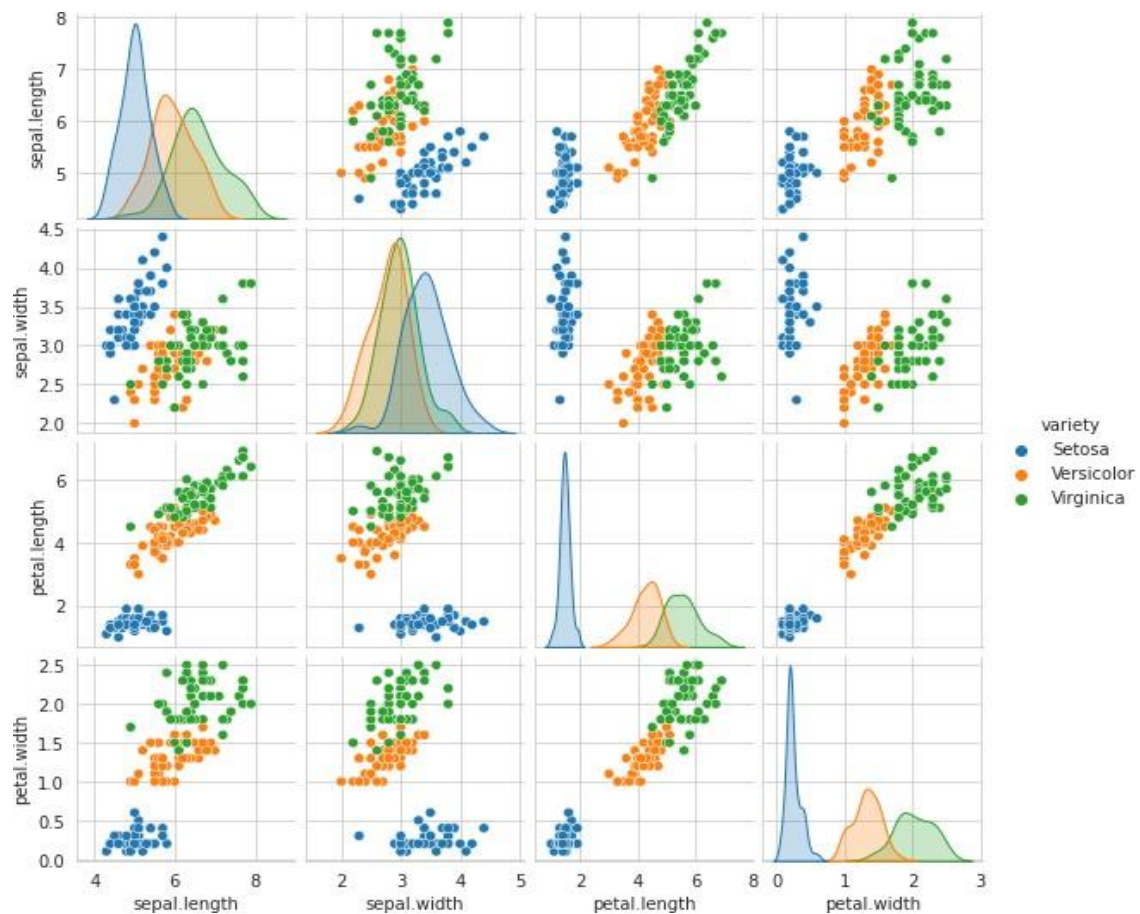 8
7
6
5
sepal.length
4.5
4.0
3.5
3.0
2.5
2.0
sepal.width
variety
Setosa
Versicolor
Virginica
6
4
2
petal.length
2.5
2.0
1.5
1.0
0.5
0.0
petal.width
4 6 8
2 3 4 5
2 4 6 8
0 1 2 3
sepal.length
sepal.width
petal.length
petal.width